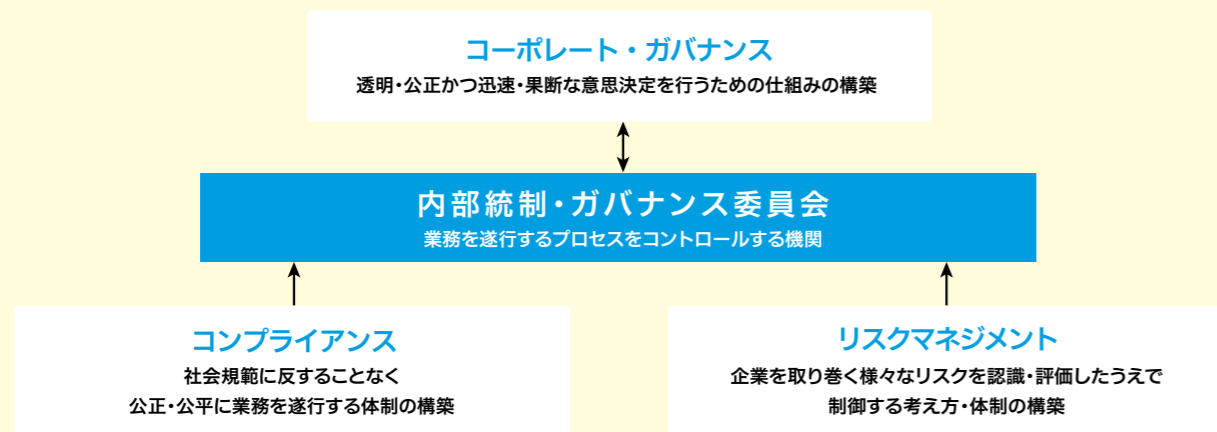 コーポレート・ガバナンス
透明・公正かつ迅速・果断な意思決定を行うための仕組みの構築
内部統制・ガバナンス委員会
業務を遂行するプロセスをコントロールする機関
コンプライアンス
社会規範に反することなく
公正・公平に業務を遂行する体制の構築
リスクマネジメント
企業を取り巻く様々なリスクを認識・評価したうえで
制御する考え方・体制の構築